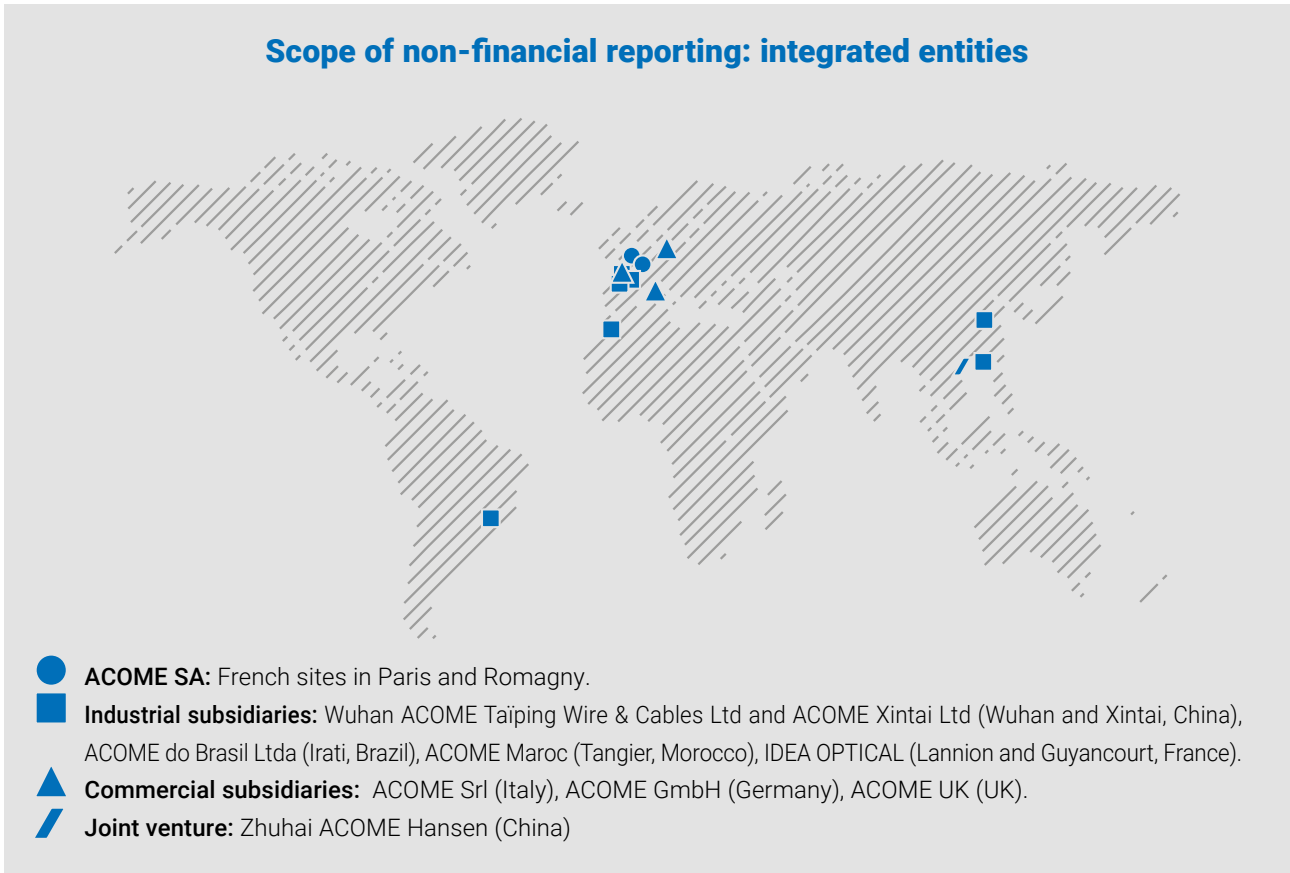 Scope of non-financial reporting: integrated entities
ACOME SA: French sites in Paris and Romagny.
Industrial subsidiaries: Wuhan ACOME Taïping Wire & Cables Ltd and ACOME Xintai Ltd (Wuhan and Xintai, China),
ACOME do Brasil Ltda (Irati, Brazil), ACOME Maroc (Tangier, Morocco), IDEA OPTICAL (Lannion and Guyancourt, France).
Commercial subsidiaries: ACOME Srl (Italy), ACOME GmbH (Germany), ACOME UK (UK).
Joint venture: Zhuhai ACOME Hansen (China)